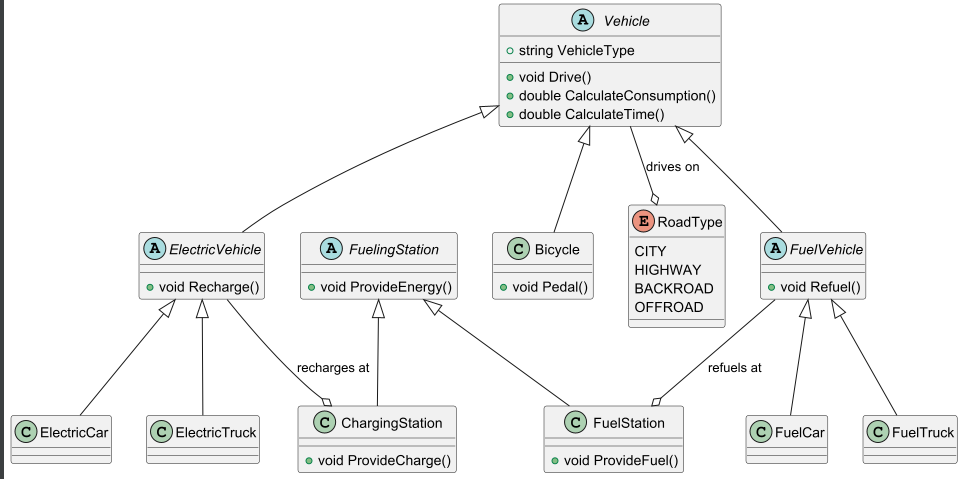 A Vehicle
string VehicleType
void Drive()
double CalculateConsumption()
double CalculateTime()
drives on
A ElectricVehicle
void Recharge()
A FuelingStation
void ProvideEnergy()
C Bicycle
void Pedal()
E RoadType
CITY
HIGHWAY
BACKROAD
OFFROAD
A FuelVehicle
void Refuel()
recharges at
refuels at
C ElectricCar
C ElectricTruck
C ChargingStation
void ProvideCharge()
C FuelStation
void ProvideFuel()
C FuelCar
C FuelTruck